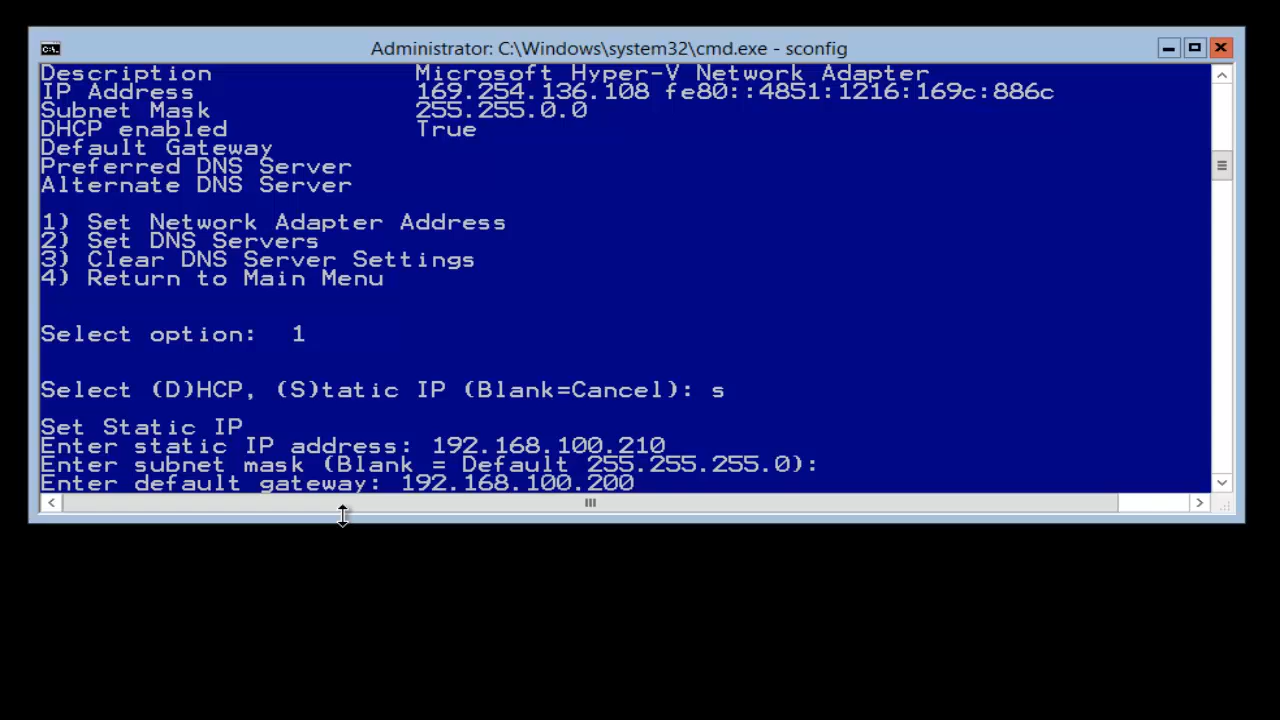 Administrator: C:\Windows\system32\cmd.exe - sconfig
Description Microsoft Hyper-V Network Adapter
IP Address 169.254.136.108 fe80::4851:1216:169c:886c
Subnet Mask 255.255.0.0
DHCP enabled True
Default Gateway
Preferred DNS Server
Alternate DNS Server
1) Set Network Adapter Address
2) Set DNS Servers
3) Clear DNS Server Settings
4) Return to Main Menu
Select option: 1
Select (D)HCP, (S)tatic IP (Blank=Cancel): s
Set Static IP
Enter static IP address: 192.168.100.210
Enter subnet mask (Blank = Default 255.255.255.0):
Enter default gateway: 192.168.100.200